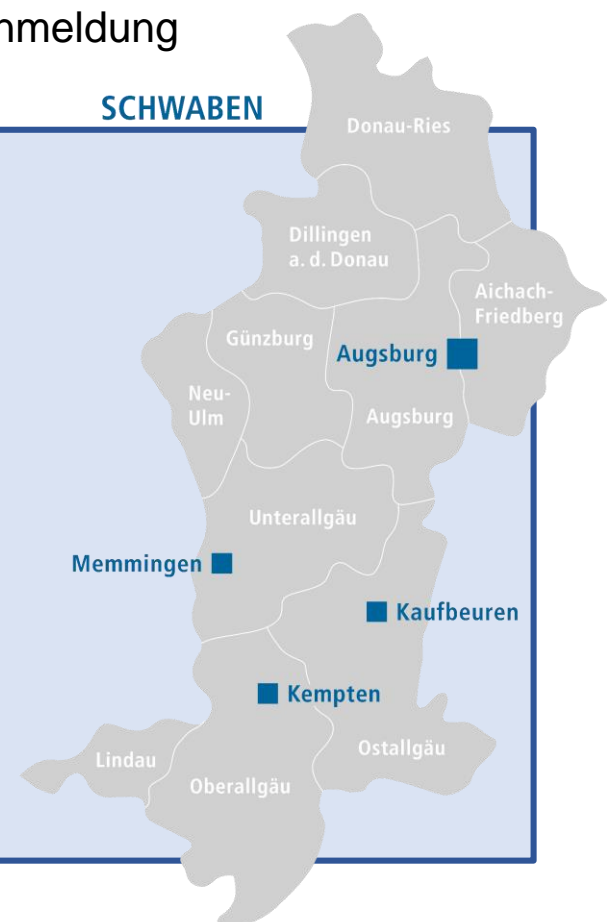 nmeldung
SCHWABEN
Donau-Ries
Dillingen
a. d. Donau
Aichach-
Friedberg
Günzburg
Augsburg
Neu-
Ulm
Augsburg
Unterallgäu
Memmingen
Kaufbeuren
Kempten
Ostallgäu
Lindau
Oberallgäu